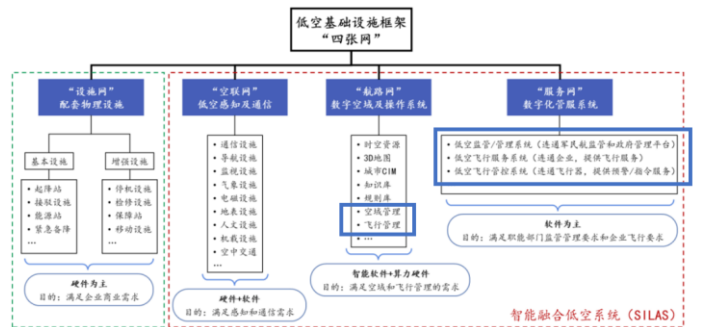 低空基础设施框架
“四张网”
“设施网”
配套物理设施
“空联网”
低空感知及通信
“航路网”
数字空域及操作系统
“服务网”
数字化管服系统
基本设施
增强设施
• 起降站
• 接驳设施
• 能源站
• 紧急备降
…
• 停机设施
• 检修设施
• 保障站
• 移动设施
…
硬件为主
目的：满足企业商业需求
• 通信设施
• 导航设施
• 监视设施
• 气象设施
• 电磁设施
• 地表设施
• 人文设施
• 机载设施
• 空中交通
…
硬件+软件
目的：满足感知和通信需求
• 时空资源
• 3D地图
• 城市CIM
• 知识库
• 规则库
• 空域管理
• 飞行管理
• …
智能软件+算力硬件
目的：满足空域和飞行管理的需求
• 低空监管/管理系统（连通军民航监管和政府管理平台）
• 低空飞行服务系统（连通企业，提供飞行服务）
• 低空飞行管控系统（连通飞行器，提供预警/指令服务）
软件为主
目的：满足职能部门监管管理要求和企业飞行要求
智能融合低空系统（SILAS）